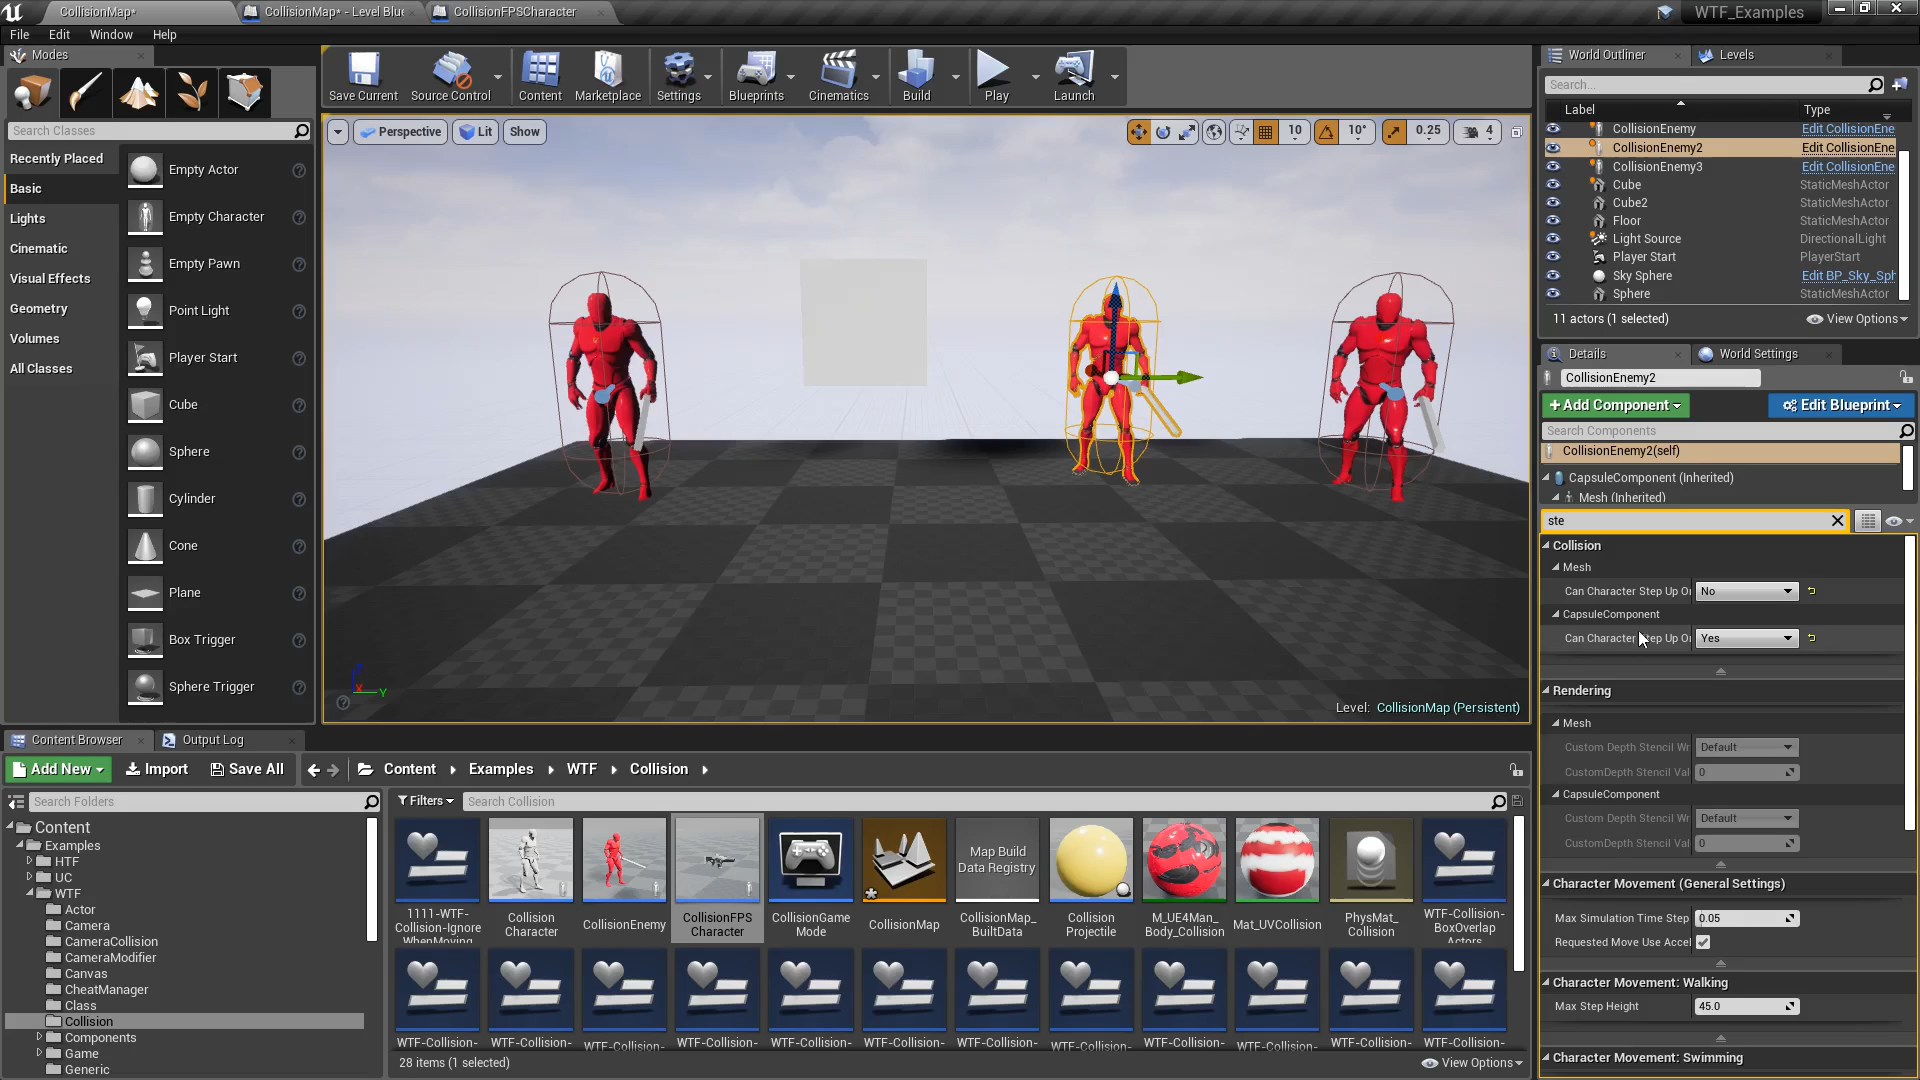 CollisionMap*
CollisionMap* - Level Blue
CollisionFPSCharacter
WTF_Examples
File Edit Window Help
Modes
Search Classes
Recently Placed
Basic
Lights
Cinematic
Visual Effects
Geometry
Volumes
All Classes
Empty Actor
Empty Character
Empty Pawn
Point Light
Player Start
Cube
Sphere
Cylinder
Cone
Plane
Box Trigger
Sphere Trigger
Save Current
Source Control
Content
Marketplace
Settings
Blueprints
Cinematics
Build
Play
Launch
Perspective
Lit
Show
10
10°
0.25
4
X
Y
Level: CollisionMap (Persistent)
World Outliner
Levels
Search...
Label Type
CollisionEnemy Edit CollisionEne
CollisionEnemy2 Edit CollisionEne
CollisionEnemy3 Edit CollisionEne
Cube StaticMeshActor
Cube2 StaticMeshActor
Floor StaticMeshActor
Light Source DirectionalLight
Player Start PlayerStart
Sky Sphere Edit BP_Sky_Sph
Sphere StaticMeshActor
11 actors (1 selected)
View Options
Details
World Settings
CollisionEnemy2
+Add Component
Edit Blueprint
Search Components
CollisionEnemy2(self)
CapsuleComponent (Inherited)
Mesh (Inherited)
ste
Collision
Mesh
Can Character Step Up Or No
CapsuleComponent
Can Character Step Up Or Yes
Rendering
Mesh
Custom Depth Stencil Wr Default
CustomDepth Stencil Val 0
CapsuleComponent
Custom Depth Stencil Wr Default
CustomDepth Stencil Val 0
Character Movement (General Settings)
Max Simulation Time Step 0.05
Requested Move Use Accel
Character Movement: Walking
Max Step Height 45.0
Character Movement: Swimming
Content Browser
Output Log
Add New
Import
Save All
Content
Examples
WTF
Collision
Search Folders
Filters
Search Collision
Content
Examples
HTF
UC
WTF
Actor
Camera
CameraCollision
CameraModifier
Canvas
CheatManager
Class
Collision
Components
Game
Generic
1111-WTF-
Collision-Ignore
WhenMoving
Collision
Character
CollisionEnemy
CollisionFPS
Character
CollisionGame
Mode
CollisionMap
Map Build
Data Registry
CollisionMap_
BuiltData
Collision
Projectile
M_UE4Man_
Body_Collision
Mat_UVCollision
PhysMat_
Collision
WTF-Collision-
BoxOverlap
Actors
WTF-Collision-
WTF-Collision-
WTF-Collision-
WTF-Collision-
WTF-Collision-
WTF-Collision-
WTF-Collision-
WTF-Collision-
WTF-Collision-
WTF-Collision-
WTF-Collision-
WTF-Collision-
28 items (1 selected)
View Options